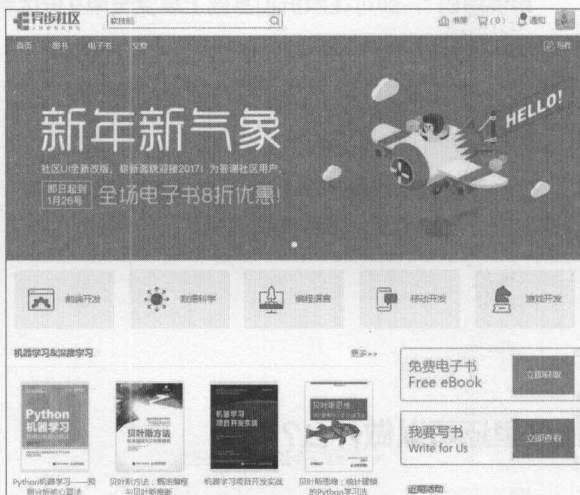 异步社区
软技能
书架 (0) 通知
首页 图书 电子书 文章 写作
HELLO!
新年新气象
社区UI全新改版，崭新面貌迎接2017！为答谢社区用户，
即日起到
1月26号
全场电子书8折优惠!
前端开发 数据科学 编程语言 移动开发 游戏开发
机器学习&深度学习 更多>>
免费电子书
Free eBook
立即获取
Python
机器学习
贝叶斯方法
机器学习
项目开发实战
贝叶斯思维
我要写书
Write for Us
立即查看
Python机器学习——预
测分析核心算法
贝叶斯方法：概率编程
与贝叶斯推断
机器学习项目开发实战
贝叶斯思维：统计建模
的Python学习法
近期活动